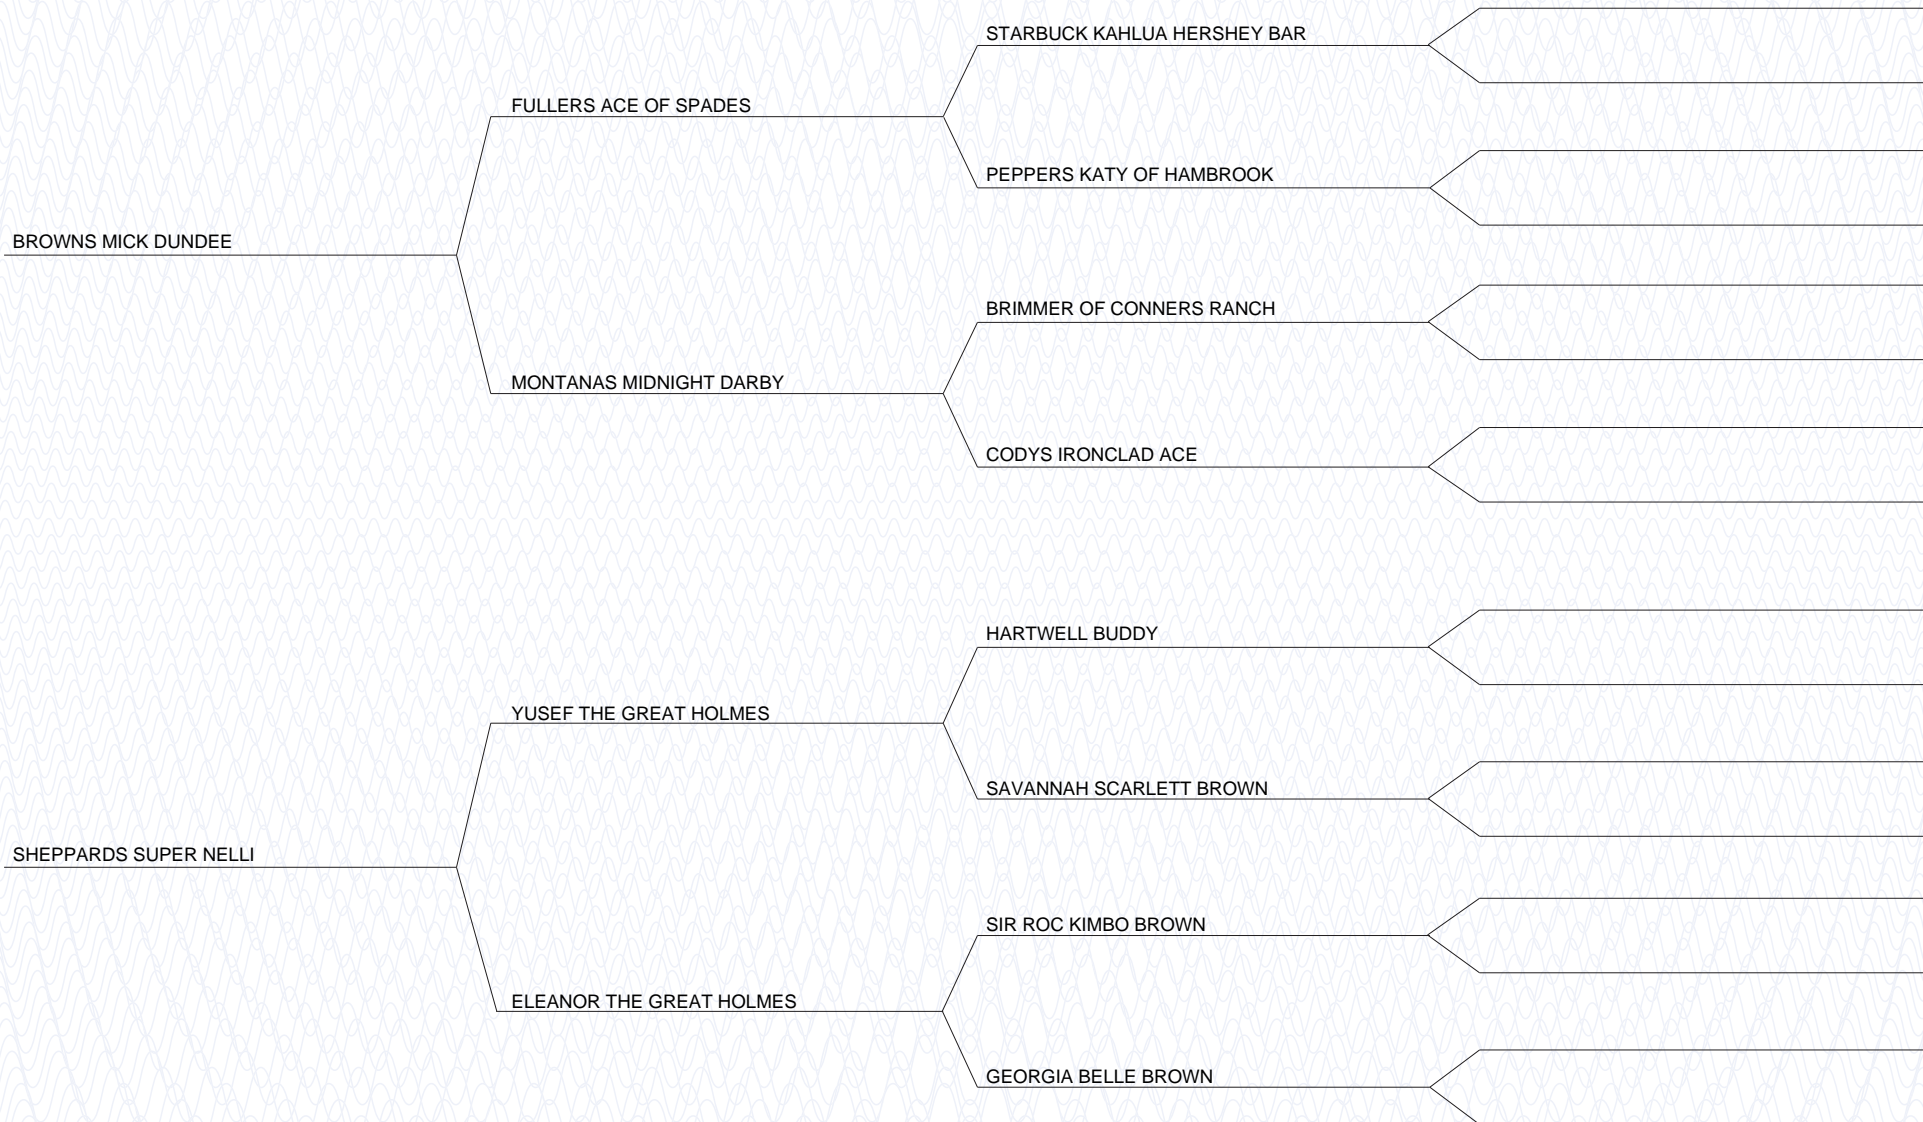 STARBUCK KAHLUA HERSHEY BAR
FULLERS ACE OF SPADES
PEPPERS KATY OF HAMBROOK
BROWNS MICK DUNDEE
BRIMMER OF CONNERS RANCH
MONTANAS MIDNIGHT DARBY
CODYS IRONCLAD ACE
HARTWELL BUDDY
YUSEF THE GREAT HOLMES
SAVANNAH SCARLETT BROWN
SHEPPARDS SUPER NELLI
SIR ROC KIMBO BROWN
ELEANOR THE GREAT HOLMES
GEORGIA BELLE BROWN